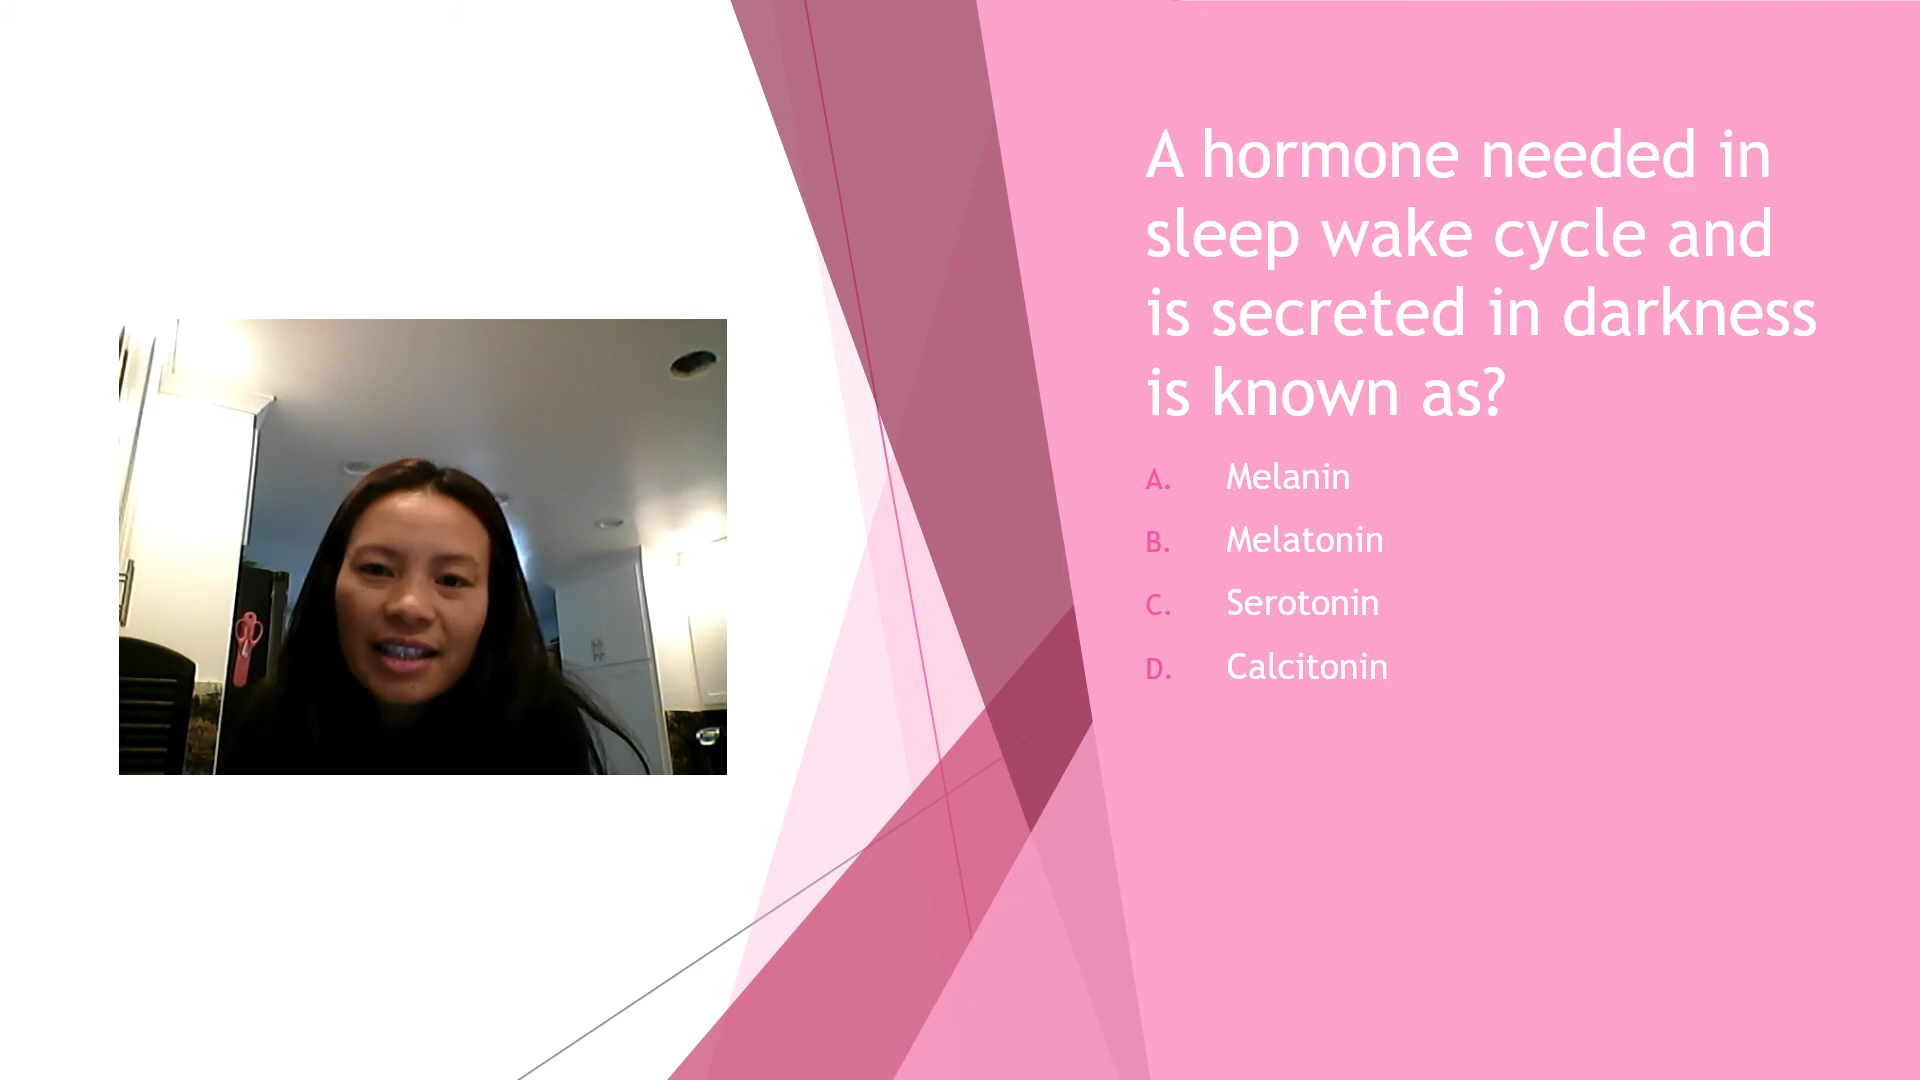 A hormone needed in
sleep wake cycle and
is secreted in darkness
is known as?
A. Melanin
B. Melatonin
C. Serotonin
D. Calcitonin